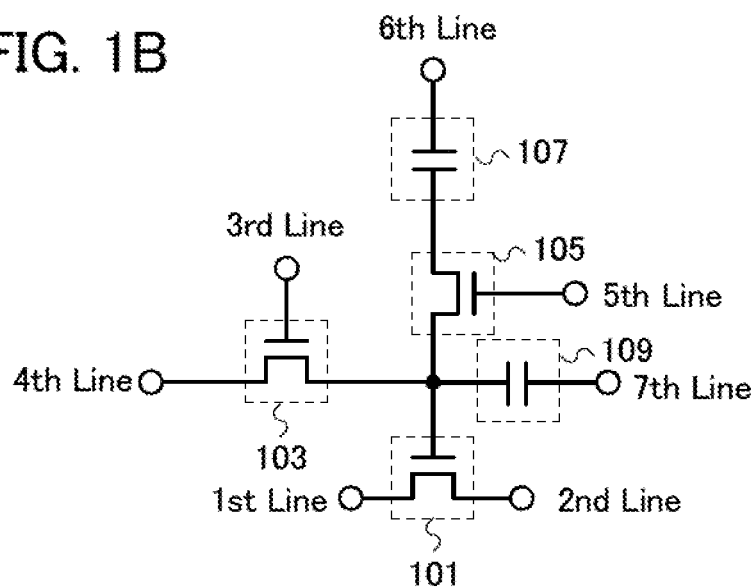 FIG. 1B
6th Line
107
3rd Line
105
5th Line
109
4th Line
7th Line
103
1st Line
2nd Line
101